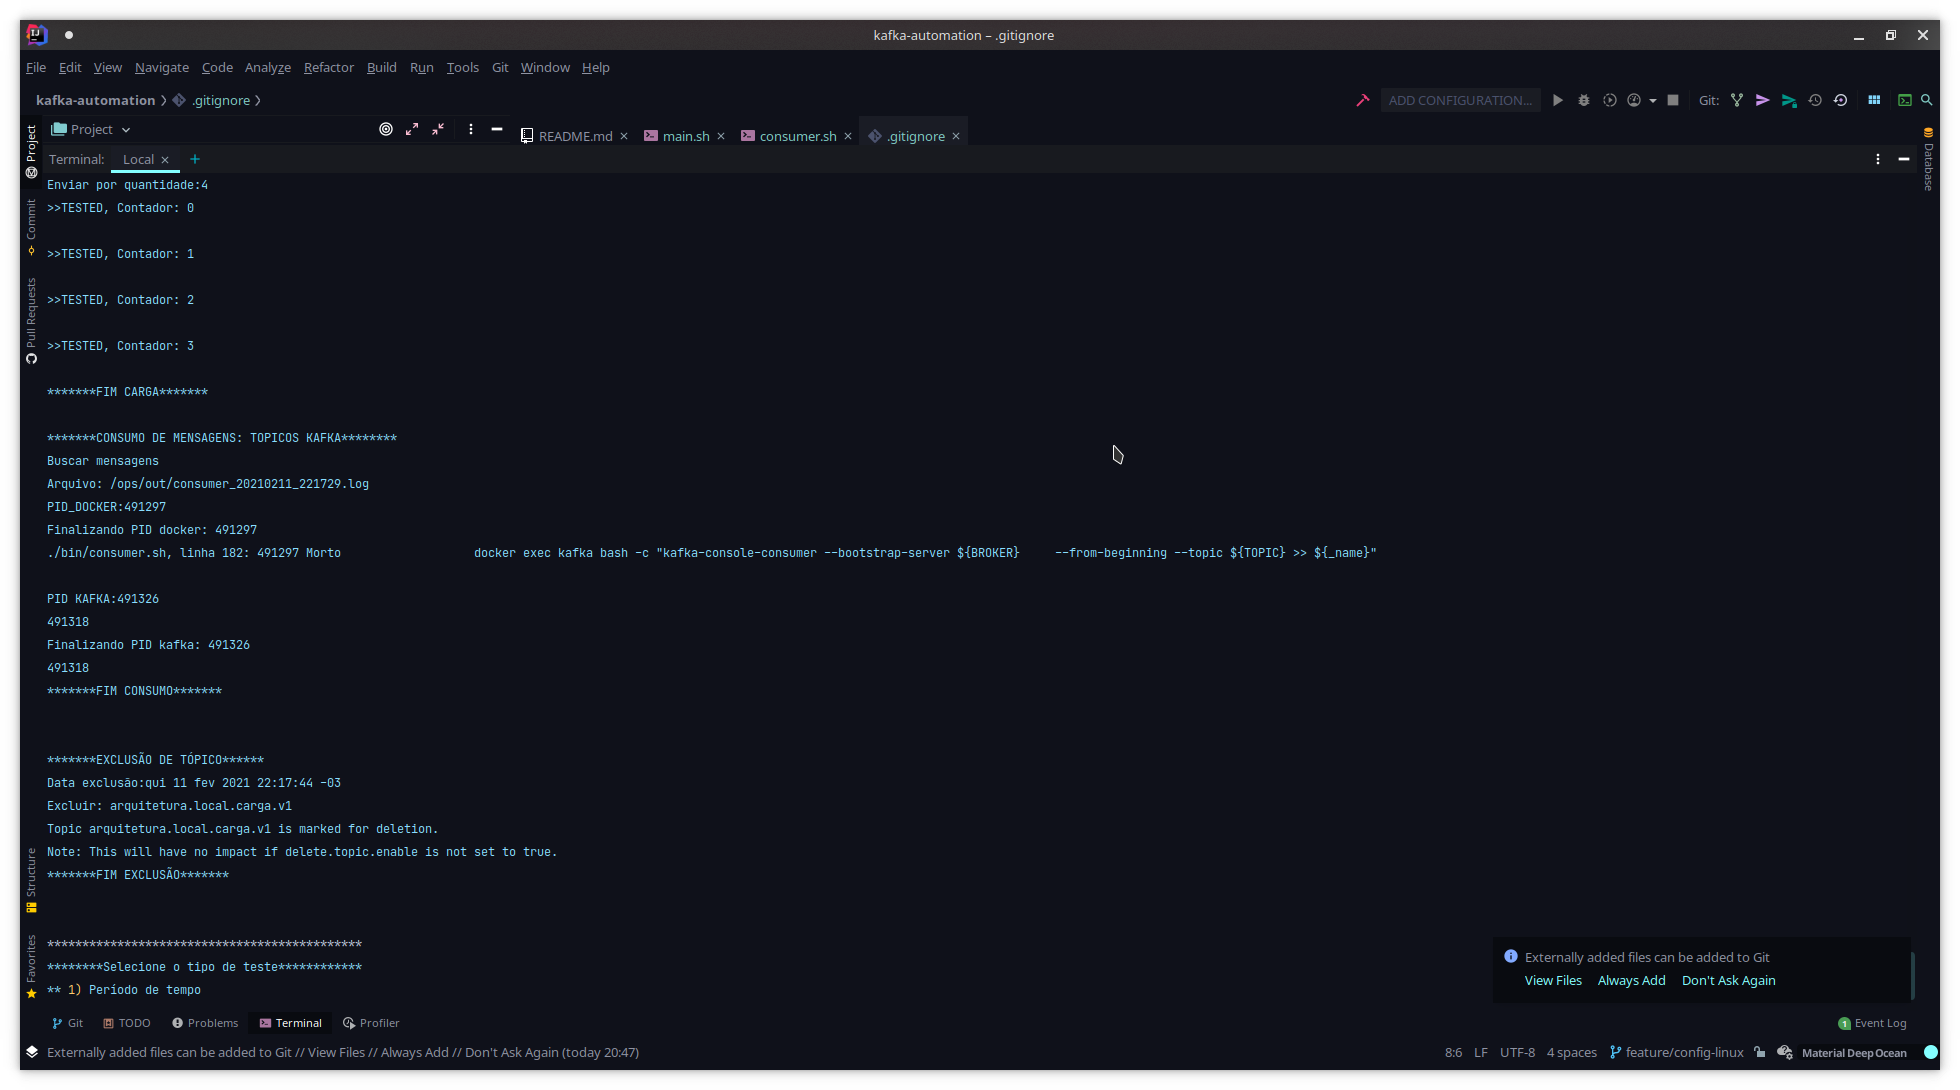 kafka-automation – .gitignore
File Edit View Navigate Code Analyze Refactor Build Run Tools Git Window Help
kafka-automation .gitignore
ADD CONFIGURATION... Git:
Project
README.md main.sh consumer.sh .gitignore
Terminal: Local
Project
Commit
Pull Requests
Structure
Favorites
Database
Enviar por quantidade:4
>>TESTED, Contador: 0
>>TESTED, Contador: 1
>>TESTED, Contador: 2
>>TESTED, Contador: 3
*******FIM CARGA*******
*******CONSUMO DE MENSAGENS: TOPICOS KAFKA********
Buscar mensagens
Arquivo: /ops/out/consumer_20210211_221729.log
PID_DOCKER:491297
Finalizando PID docker: 491297
./bin/consumer.sh, linha 182: 491297 Morto                   docker exec kafka bash -c "kafka-console-consumer --bootstrap-server ${BROKER}     --from-beginning --topic ${TOPIC} >> ${_name}"
PID KAFKA:491326
491318
Finalizando PID kafka: 491326
491318
*******FIM CONSUMO*******
*******EXCLUSÃO DE TÓPICO******
Data exclusão:qui 11 fev 2021 22:17:44 -03
Excluir: arquitetura.local.carga.v1
Topic arquitetura.local.carga.v1 is marked for deletion.
Note: This will have no impact if delete.topic.enable is not set to true.
*******FIM EXCLUSÃO*******
*********************************************
********Selecione o tipo de teste************
** 1) Período de tempo
Externally added files can be added to Git
View Files Always Add Don't Ask Again
Git TODO Problems Terminal Profiler
1 Event Log
Externally added files can be added to Git // View Files // Always Add // Don't Ask Again (today 20:47)
8:6 LF UTF-8 4 spaces feature/config-linux Material Deep Ocean